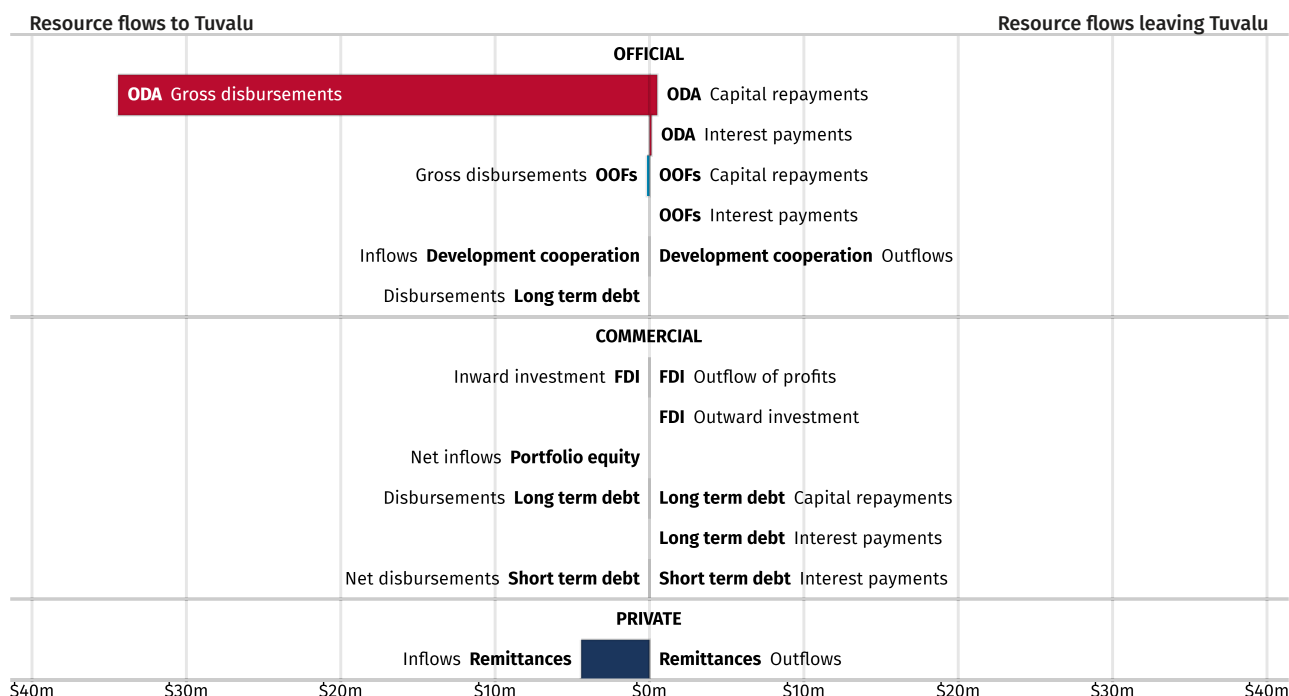 Resource flows to Tuvalu Resource flows leaving Tuvalu
OFFICIAL
ODA Gross disbursements ODA Capital repayments
ODA Interest payments
Gross disbursements OOFs OOFs Capital repayments
OOFs Interest payments
Inflows Development cooperation Development cooperation Outflows
Disbursements Long term debt
COMMERCIAL
Inward investment FDI FDI Outflow of profits
FDI Outward investment
Net inflows Portfolio equity
Disbursements Long term debt Long term debt Capital repayments
Long term debt Interest payments
Net disbursements Short term debt Short term debt Interest payments
PRIVATE
Inflows Remittances Remittances Outflows
$40m $30m $20m $10m $0m $10m $20m $30m $40m